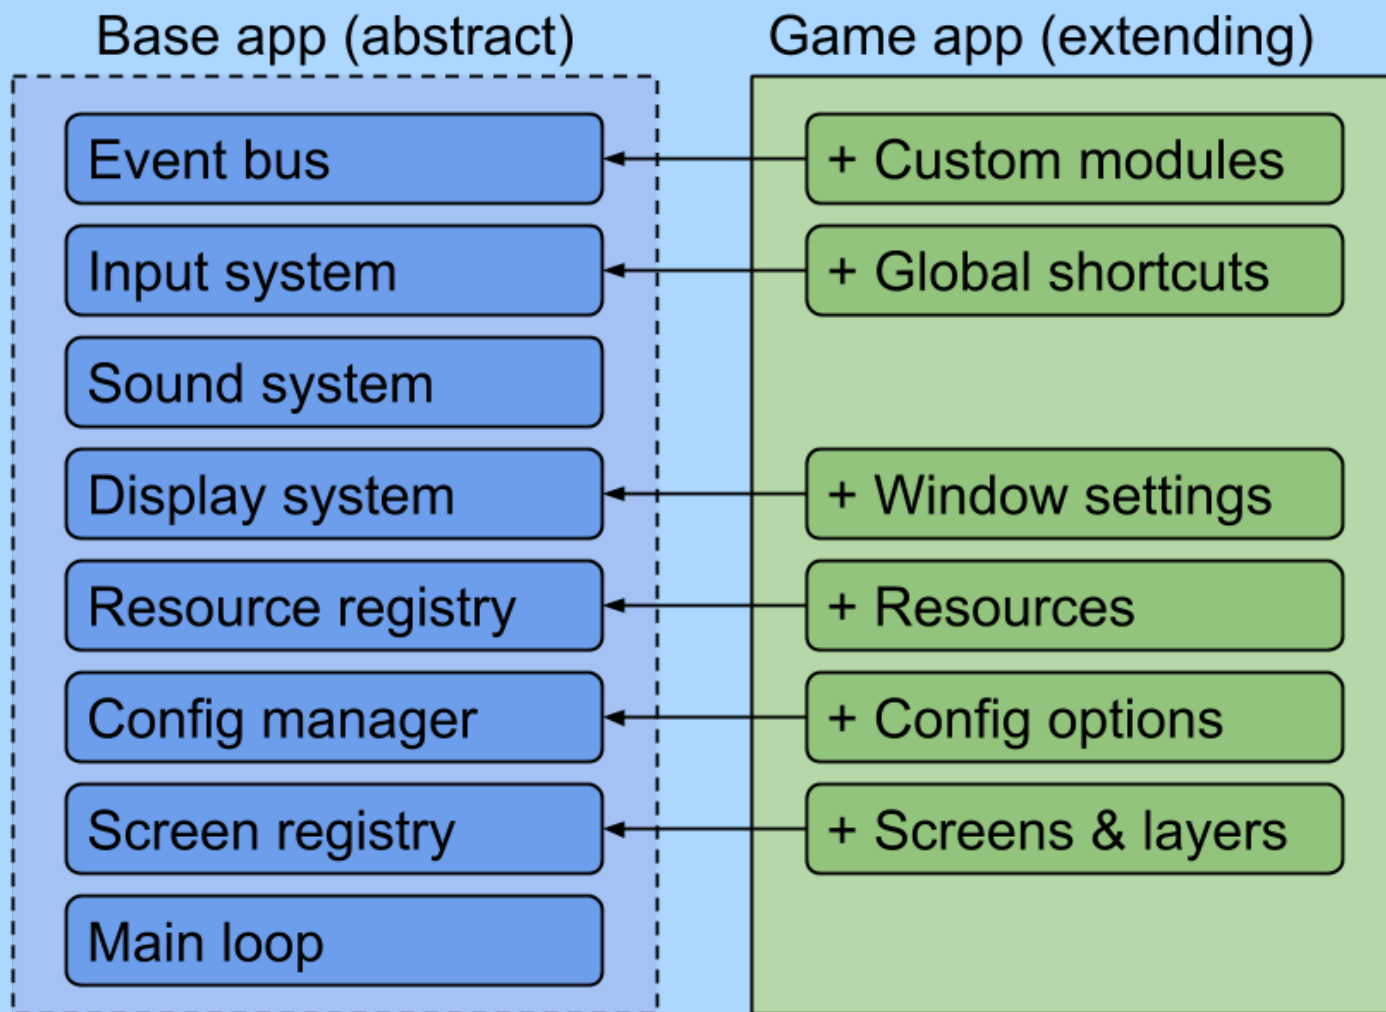 Base app (abstract)
Game app (extending)
Event bus
+ Custom modules
Input system
+ Global shortcuts
Sound system
Display system
+ Window settings
Resource registry
+ Resources
Config manager
+ Config options
Screen registry
+ Screens & layers
Main loop